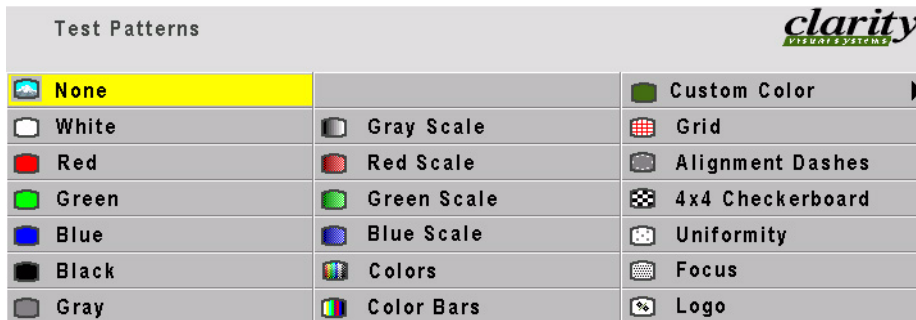 Test Patterns
clarity
VISUAL SYSTEMS
None
Custom Color
White
Gray Scale
Grid
Red
Red Scale
Alignment Dashes
Green
Green Scale
4x4 Checkerboard
Blue
Blue Scale
Uniformity
Black
Colors
Focus
Gray
Color Bars
Logo